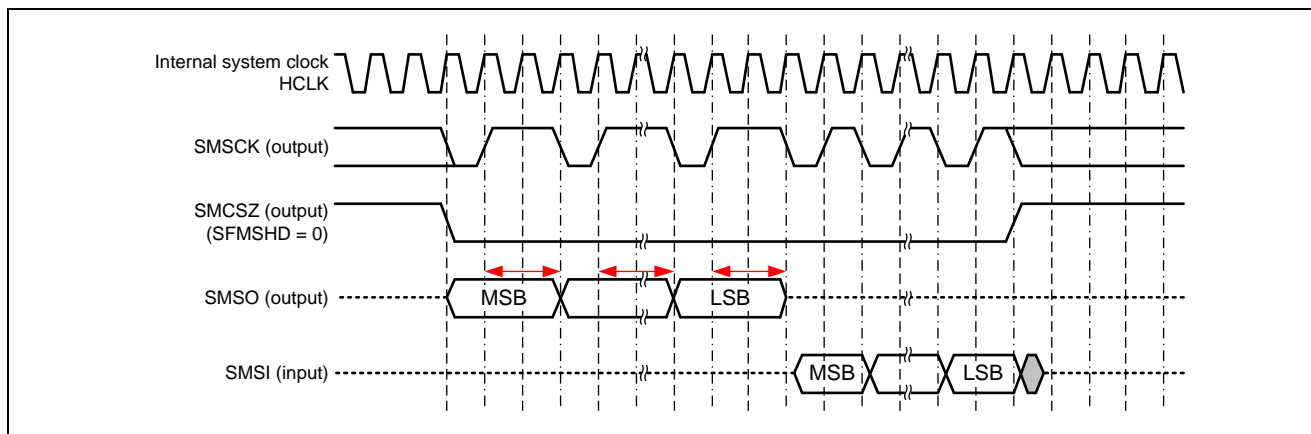 Internal system clock
HCLK
SMSCK (output)
SMCSZ (output)
(SFMSHD = 0)
SMSO (output)
MSB
LSB
SMSI (input)
MSB
LSB